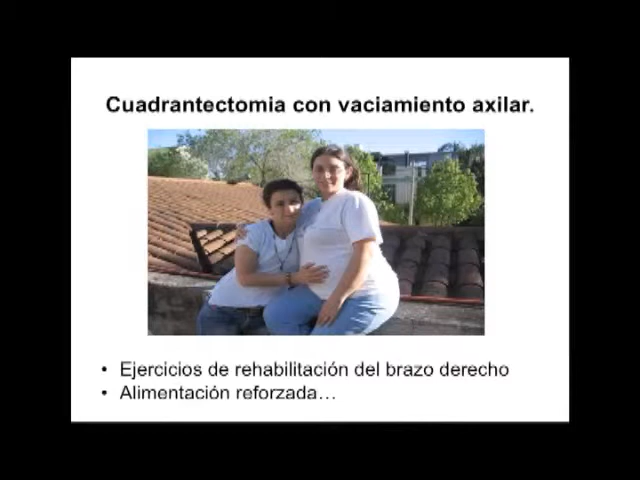 Cuadrantectomia con vaciamiento axilar.
• Ejercicios de rehabilitación del brazo derecho
• Alimentación reforzada…